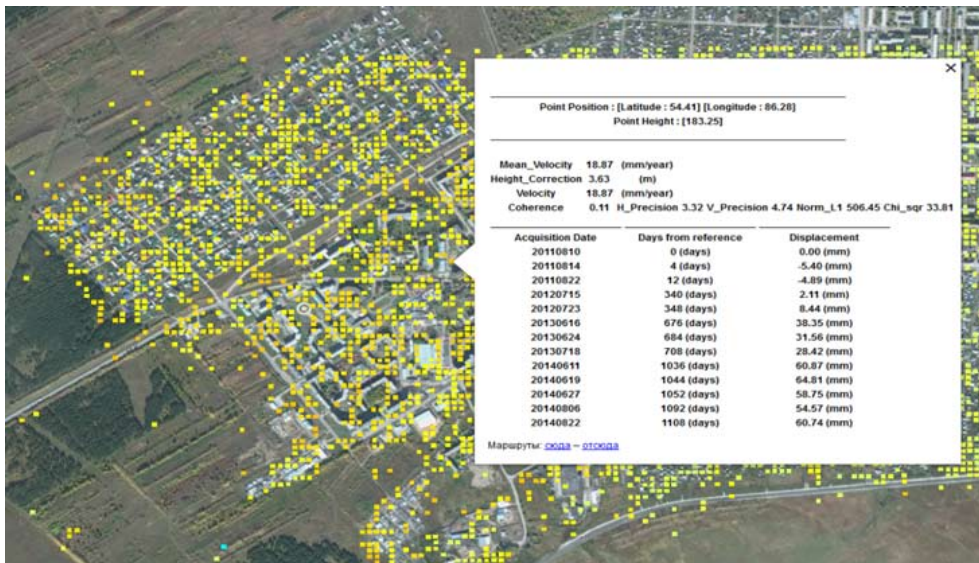 Point Position : [Latitude : 54.41] [Longitude : 86.28]
Point Height : [183.25]
Mean_Velocity 18.87 (mm/year)
Height_Correction 3.63 (m)
Velocity 18.87 (mm/year)
Coherence 0.11 H_Precision 3.32 V_Precision 4.74 Norm_L1 506.45 Chi_sqr 33.81
Acquisition Date Days from reference Displacement
20110810 0 (days) 0.00 (mm)
20110814 4 (days) -5.40 (mm)
20110822 12 (days) -4.89 (mm)
20120715 340 (days) 2.11 (mm)
20120723 348 (days) 8.44 (mm)
20130616 676 (days) 38.35 (mm)
20130624 684 (days) 31.56 (mm)
20130718 708 (days) 28.42 (mm)
20140611 1036 (days) 60.87 (mm)
20140619 1044 (days) 64.81 (mm)
20140627 1052 (days) 58.75 (mm)
20140806 1092 (days) 54.57 (mm)
20140822 1108 (days) 60.74 (mm)
Маршруты: сюда – отсюда